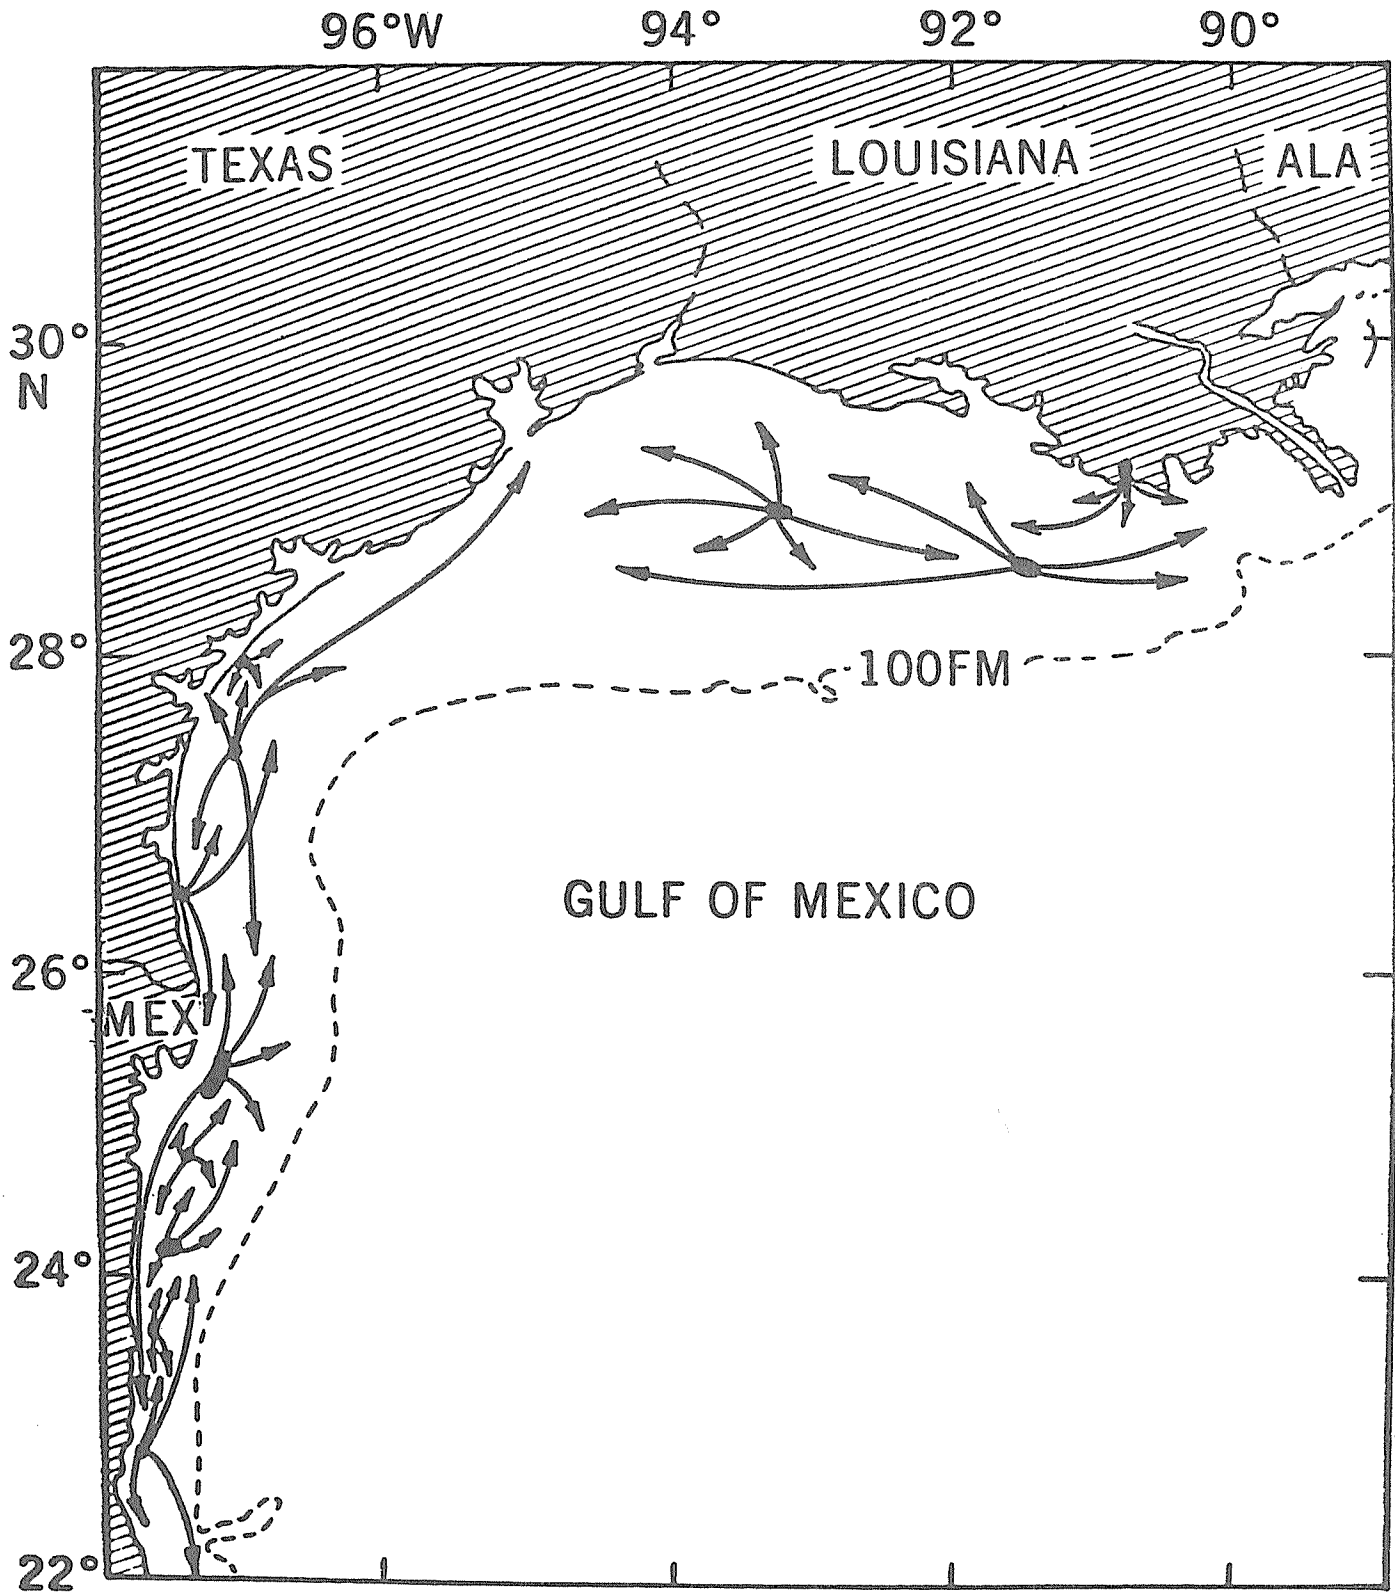 96°W 94° 92° 90°
TEXAS LOUISIANA ALA
30°
N
28°
100FM
GULF OF MEXICO
26°
MEX
24°
22°